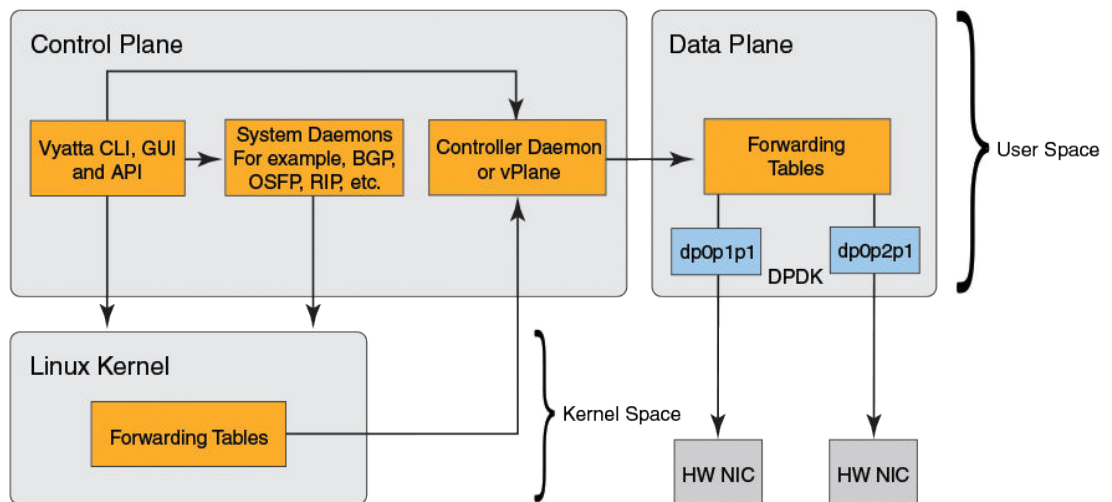 Control Plane
Data Plane
Vyatta CLI, GUI
and API
System Daemons
For example, BGP,
OSFP, RIP, etc.
Controller Daemon
or vPlane
Forwarding
Tables
User Space
dp0p1p1
dp0p2p1
DPDK
Linux Kernel
Forwarding Tables
Kernel Space
HW NIC
HW NIC